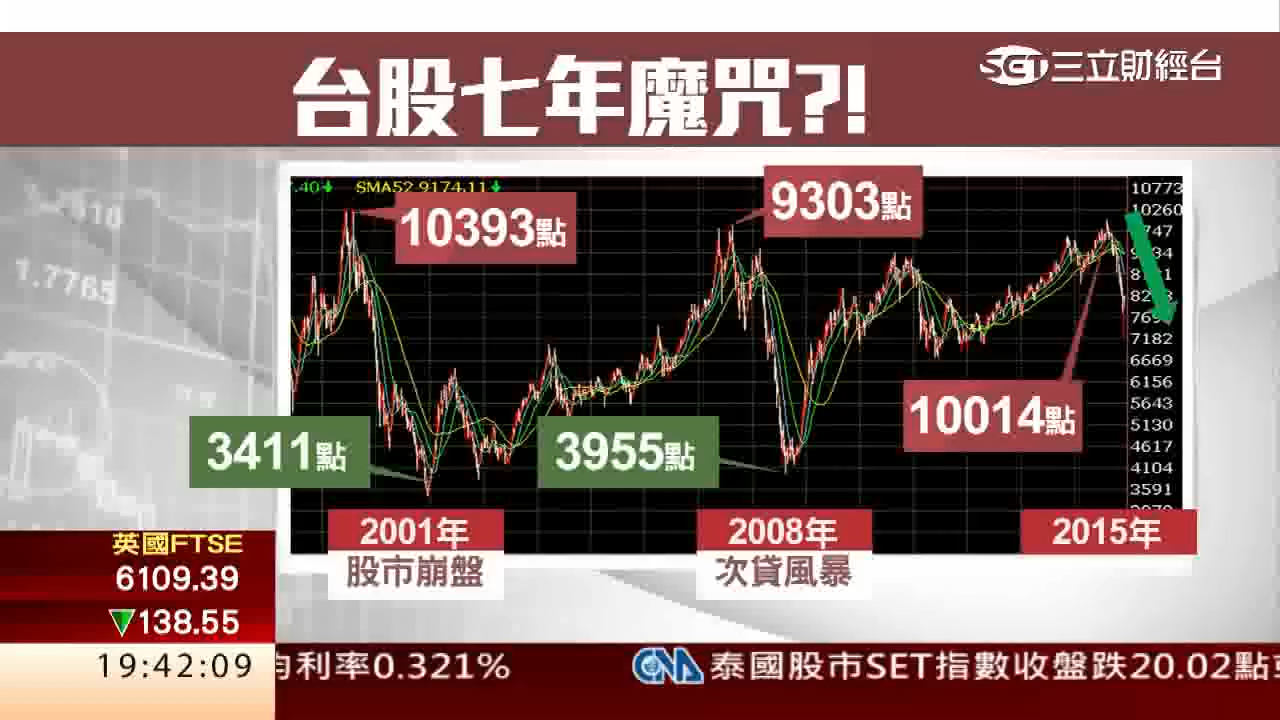 台股七年魔咒?!
SET三立財經台
7.40↓ SMA52 9174.11↓
10393點
9303點
10773
10260
7182
6669
6156
5643
5130
4617
4104
3591
10014點
3411點
3955點
2001年
股市崩盤
2008年
次貸風暴
2015年
英國FTSE
6109.39
▼138.55
19:42:09
利率0.321%
CNA 泰國股市SET指數收盤跌20.02點